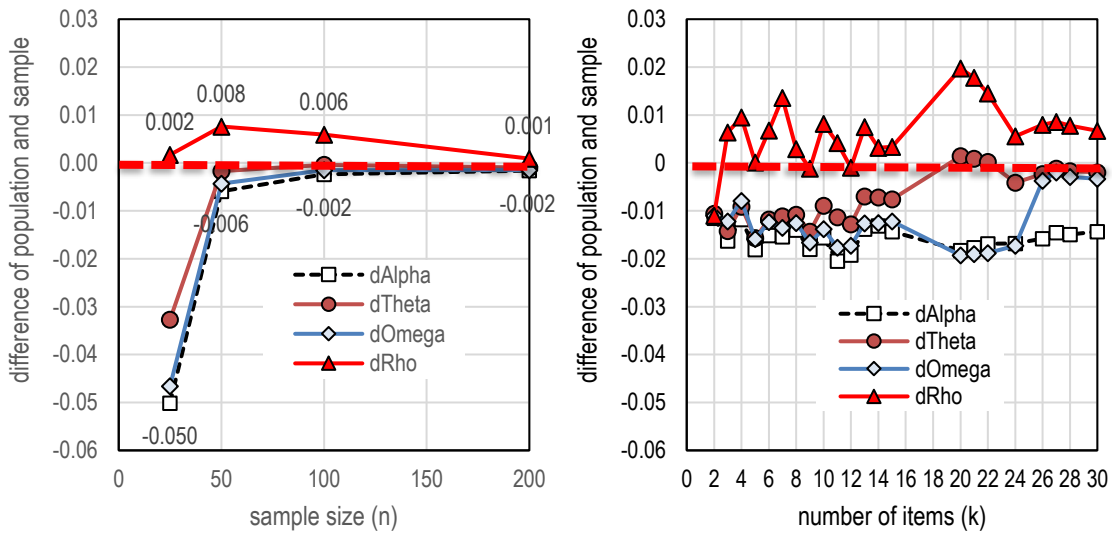 difference of population and sample
0.03
0.02
0.01
0.00
-0.01
-0.02
-0.03
-0.04
-0.05
-0.06
0.002
0.008
0.006
0.001
-0.006
-0.002
-0.002
-0.050
dAlpha
dTheta
dOmega
dRho
0 50 100 150 200
sample size (n)
difference of population and sample
0.03
0.02
0.01
0
-0.01
-0.02
-0.03
-0.04
-0.05
-0.06
dAlpha
dTheta
dOmega
dRho
0 2 4 6 8 10 12 14 16 18 20 22 24 26 28 30
number of items (k)